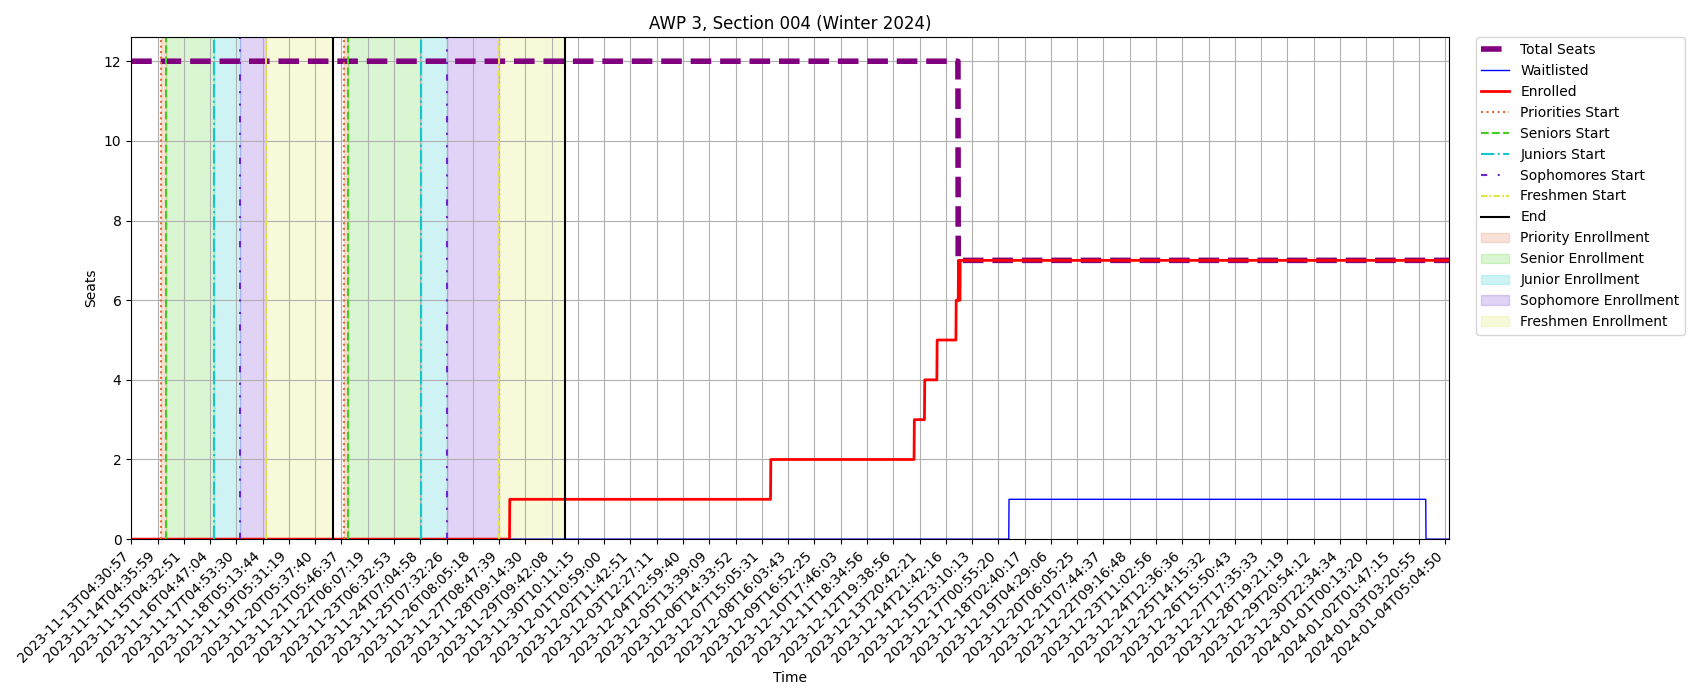 AWP 3, Section 004 (Winter 2024)
Seats
12
10
8
6
4
2
0
2023-11-13T04:30:57
2023-11-14T04:35:59
2023-11-15T04:32:51
2023-11-16T04:47:04
2023-11-17T04:53:30
2023-11-18T05:13:44
2023-11-19T05:31:19
2023-11-20T05:37:40
2023-11-21T05:46:37
2023-11-22T06:07:19
2023-11-23T06:32:53
2023-11-24T07:04:58
2023-11-25T07:32:26
2023-11-26T08:05:18
2023-11-27T08:47:39
2023-11-28T09:14:30
2023-11-29T09:42:08
2023-11-30T10:11:15
2023-12-01T10:59:00
2023-12-02T11:42:51
2023-12-03T12:27:11
2023-12-04T12:59:40
2023-12-05T13:39:09
2023-12-06T14:33:52
2023-12-07T15:05:31
2023-12-08T16:03:43
2023-12-09T16:52:25
2023-12-10T17:46:03
2023-12-11T18:34:56
2023-12-12T19:38:56
2023-12-13T20:42:21
2023-12-14T21:42:16
2023-12-15T23:10:13
2023-12-17T00:55:20
2023-12-18T02:40:17
2023-12-19T04:29:06
2023-12-20T06:05:25
2023-12-21T07:44:37
2023-12-22T09:16:48
2023-12-23T11:02:56
2023-12-24T12:36:36
2023-12-25T14:15:32
2023-12-26T15:50:43
2023-12-27T17:35:33
2023-12-28T19:21:19
2023-12-29T20:54:12
2023-12-30T22:34:34
2024-01-01T00:13:20
2024-01-02T01:47:15
2024-01-03T03:20:55
2024-01-04T05:04:50
Time
Total Seats
Waitlisted
Enrolled
Priorities Start
Seniors Start
Juniors Start
Sophomores Start
Freshmen Start
End
Priority Enrollment
Senior Enrollment
Junior Enrollment
Sophomore Enrollment
Freshmen Enrollment